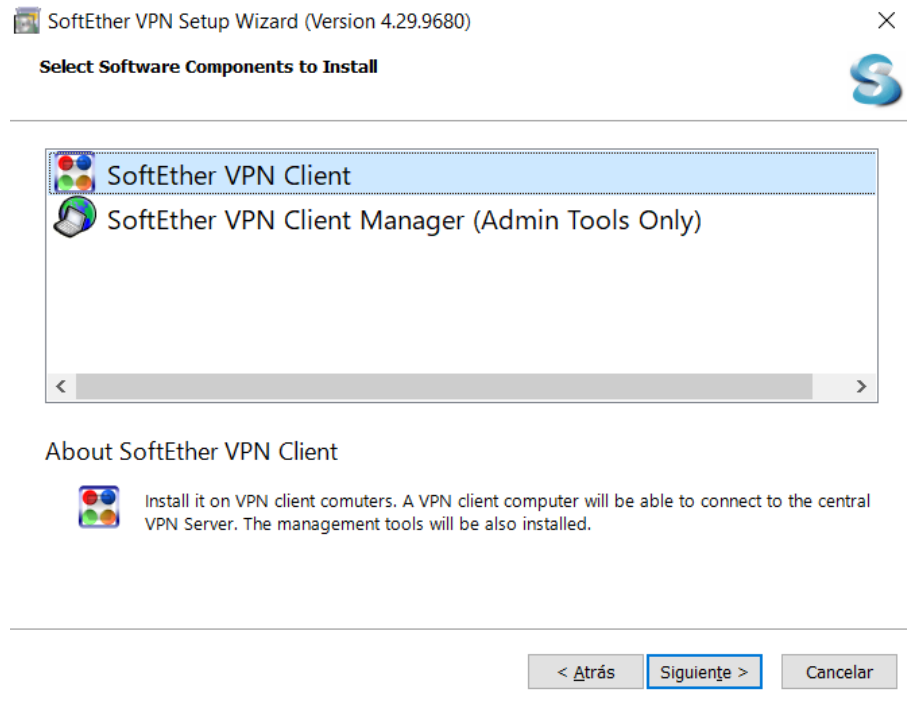 SoftEther VPN Setup Wizard (Version 4.29.9680)
Select Software Components to Install
SoftEther VPN Client
SoftEther VPN Client Manager (Admin Tools Only)
About SoftEther VPN Client
Install it on VPN client comuters. A VPN client computer will be able to connect to the central
VPN Server. The management tools will be also installed.
< Atrás   Siguiente >   Cancelar